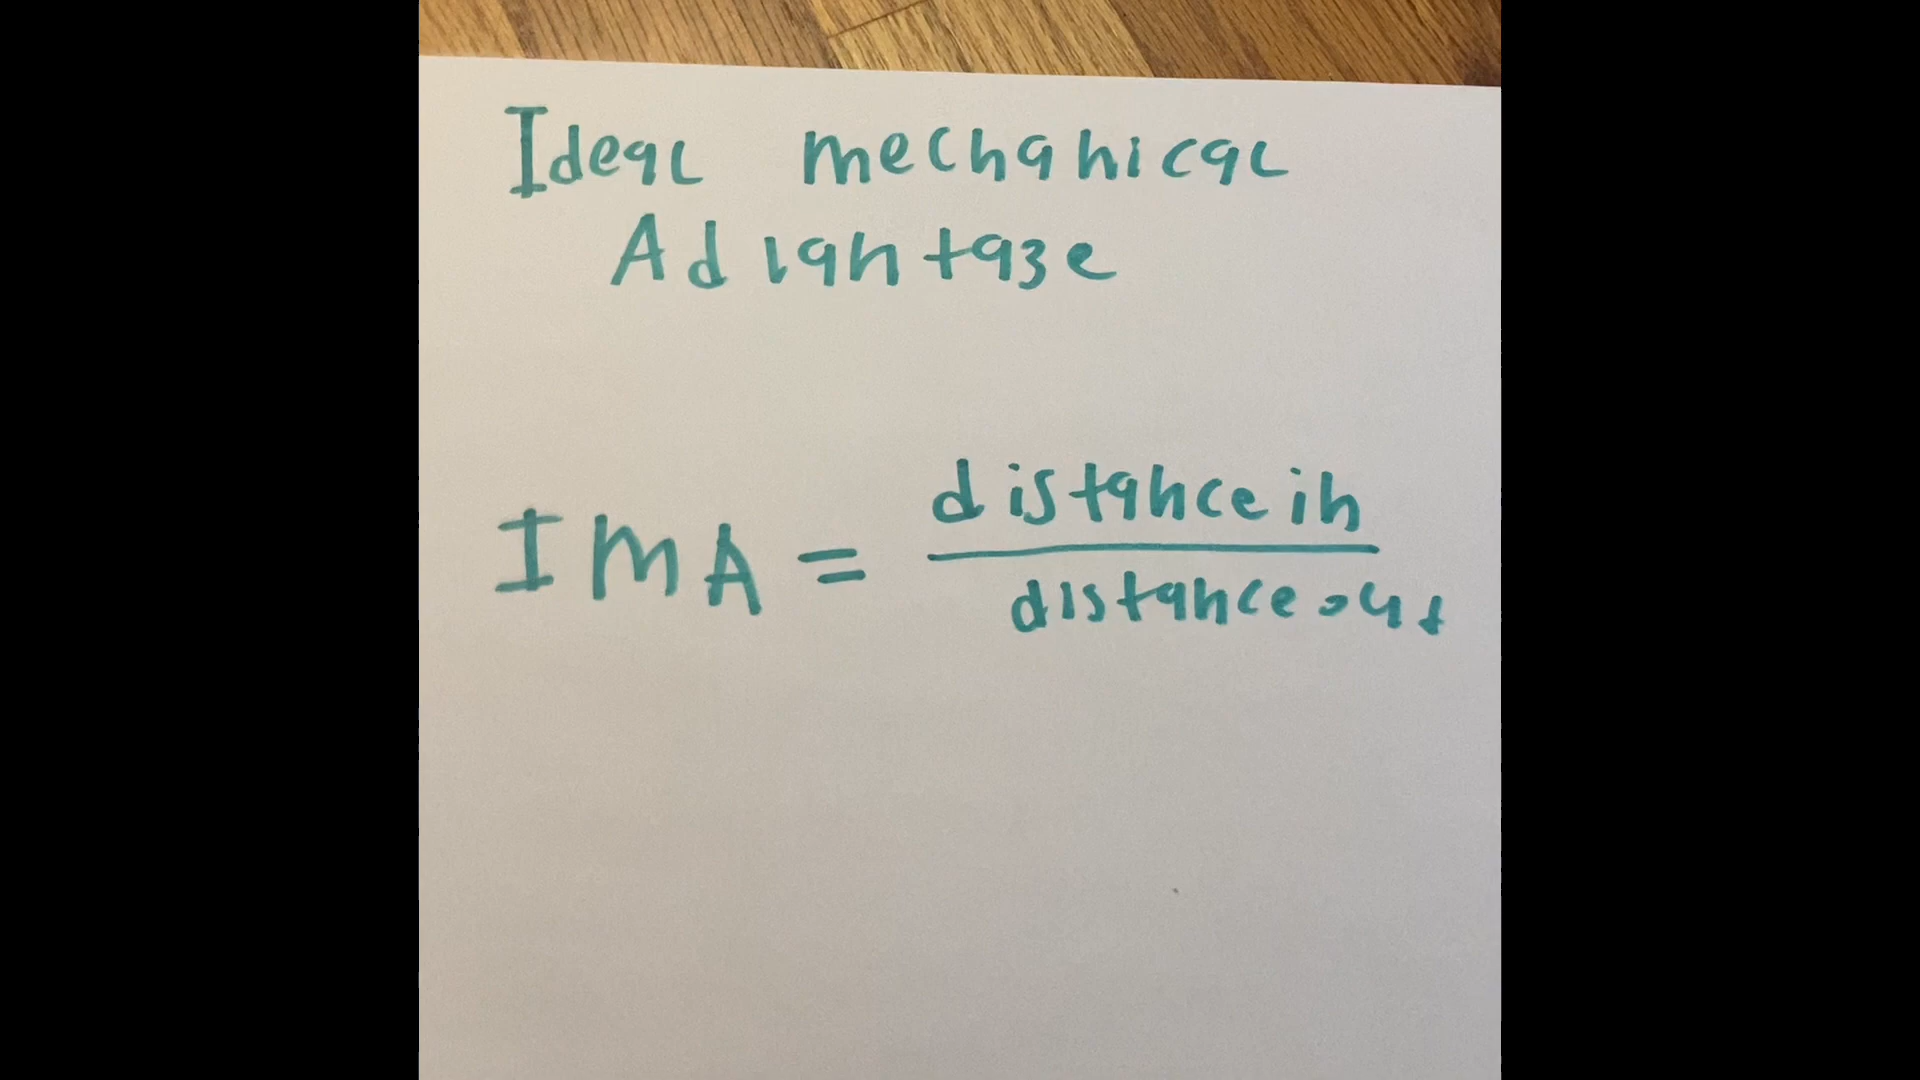 Ideal mechanical
Advantage
IMA = distance in
distance out